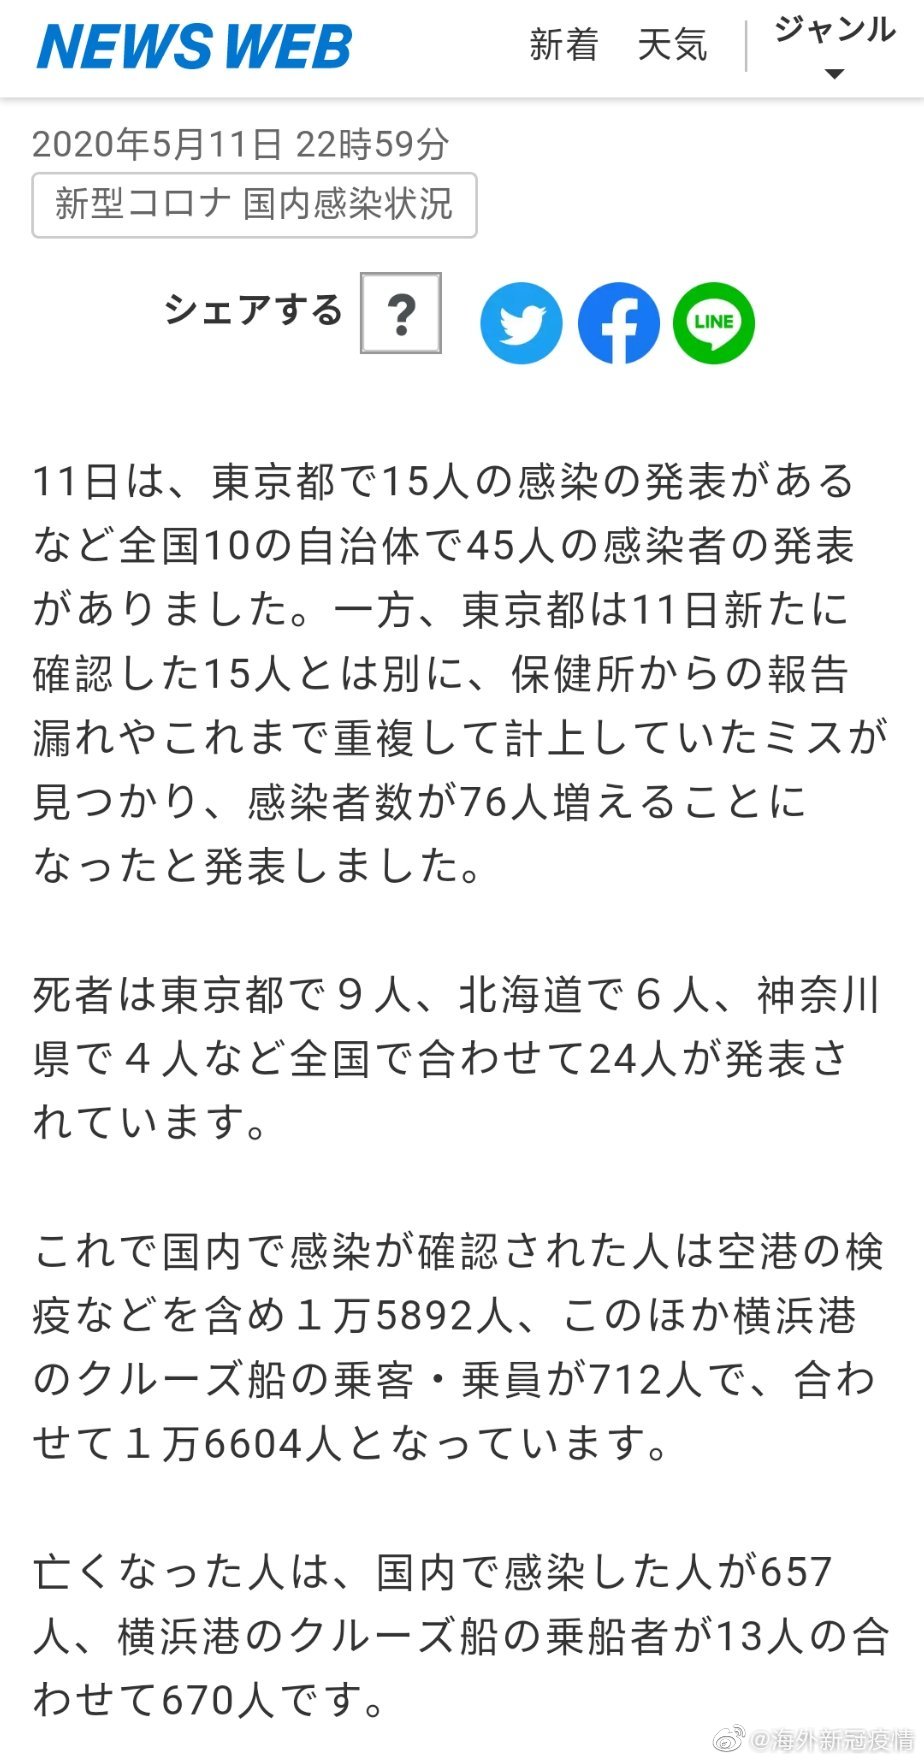 NEWS WEB
新着 天気 ジャンル
2020年5月11日 22時59分
新型コロナ 国内感染状況
シェアする ?
LINE
11日は、東京都で15人の感染の発表がある
など全国10の自治体で45人の感染者の発表
がありました。一方、東京都は11日新たに
確認した15人とは別に、保健所からの報告
漏れやこれまで重複して計上していたミスが
見つかり、感染者数が76人増えることに
なったと発表しました。
死者は東京都で９人、北海道で６人、神奈川
県で４人など全国で合わせて24人が発表さ
れています。
これで国内で感染が確認された人は空港の検
疫などを含め１万5892人、このほか横浜港
のクルーズ船の乗客・乗員が712人で、合わ
せて１万6604人となっています。
亡くなった人は、国内で感染した人が657
人、横浜港のクルーズ船の乗船者が13人の合
わせて670人です。
@海外新冠疫情